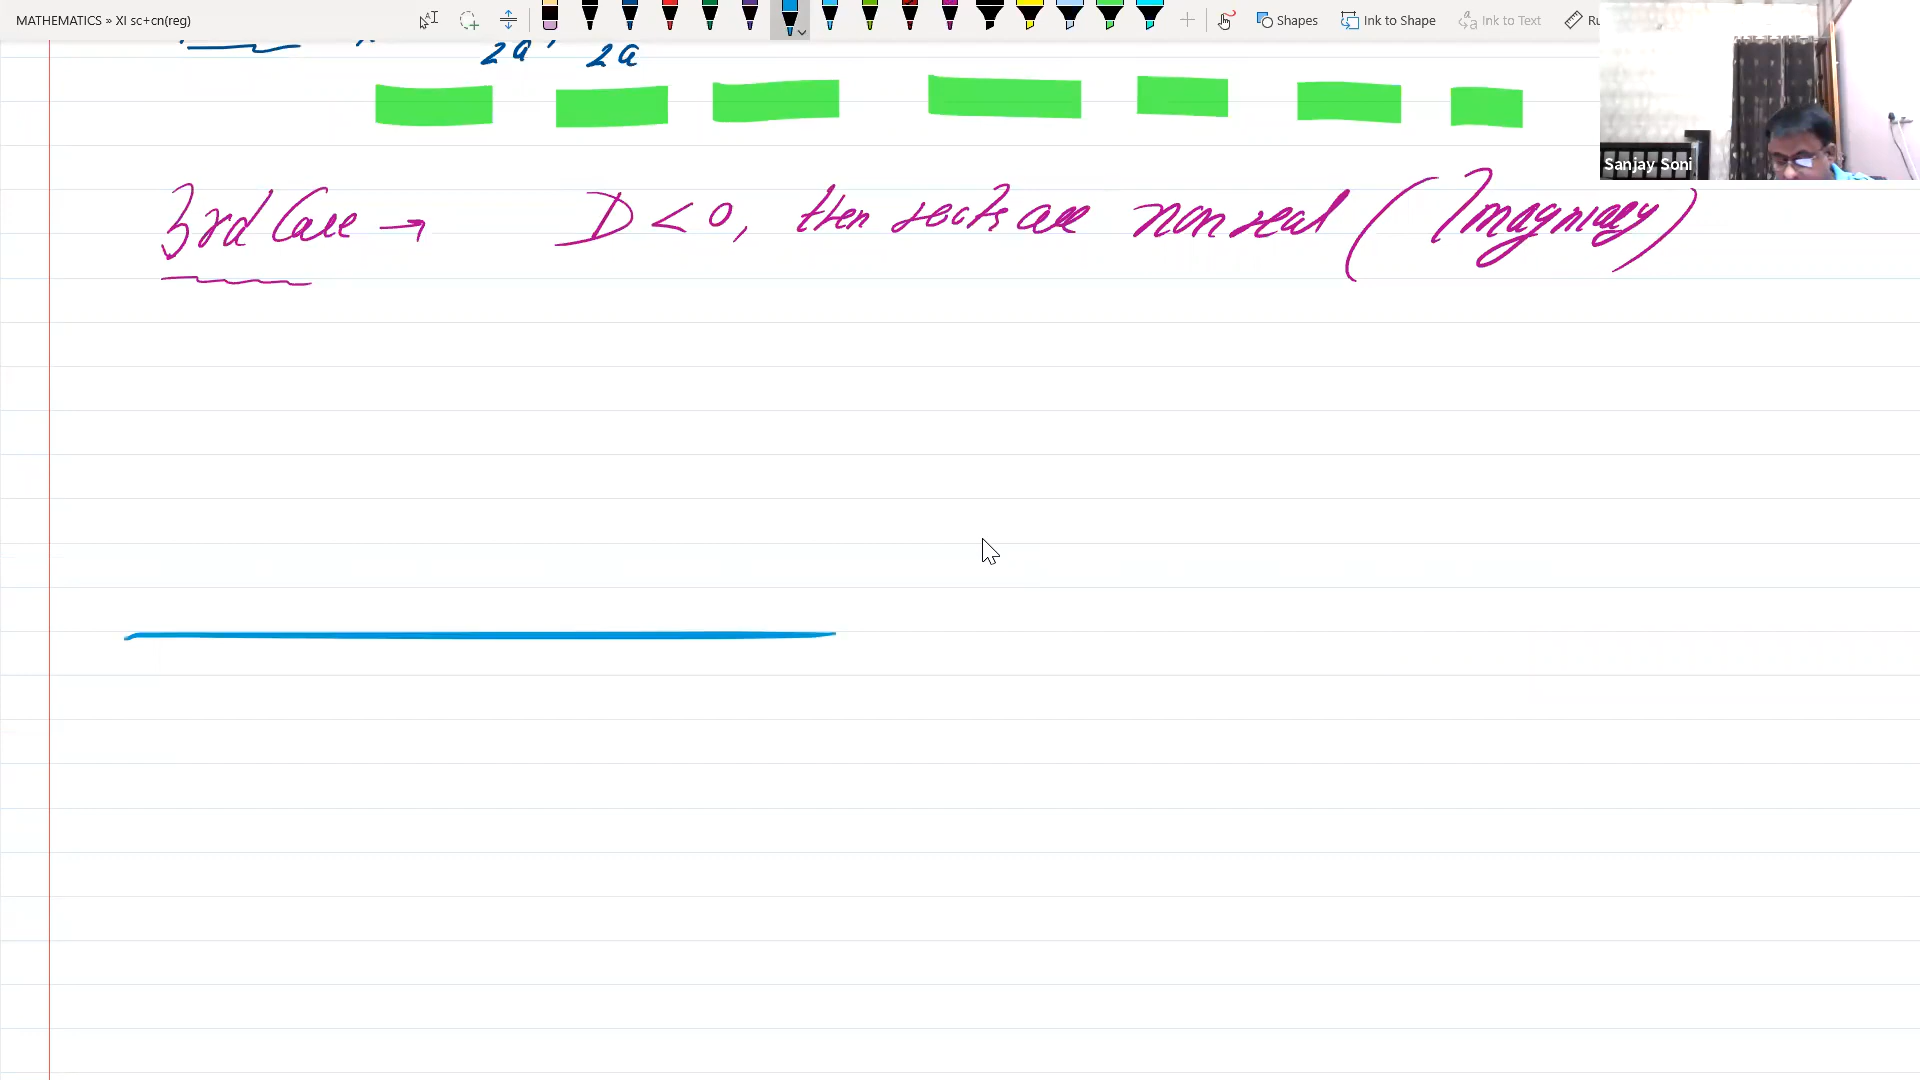 MATHEMATICS » XI sc+cn(reg)
Shapes
Ink to Shape
Ink to Text
Ru
Sanjay Soni
2a , 2a
3rd Case → D < 0, then roots are non real (Imaginary)